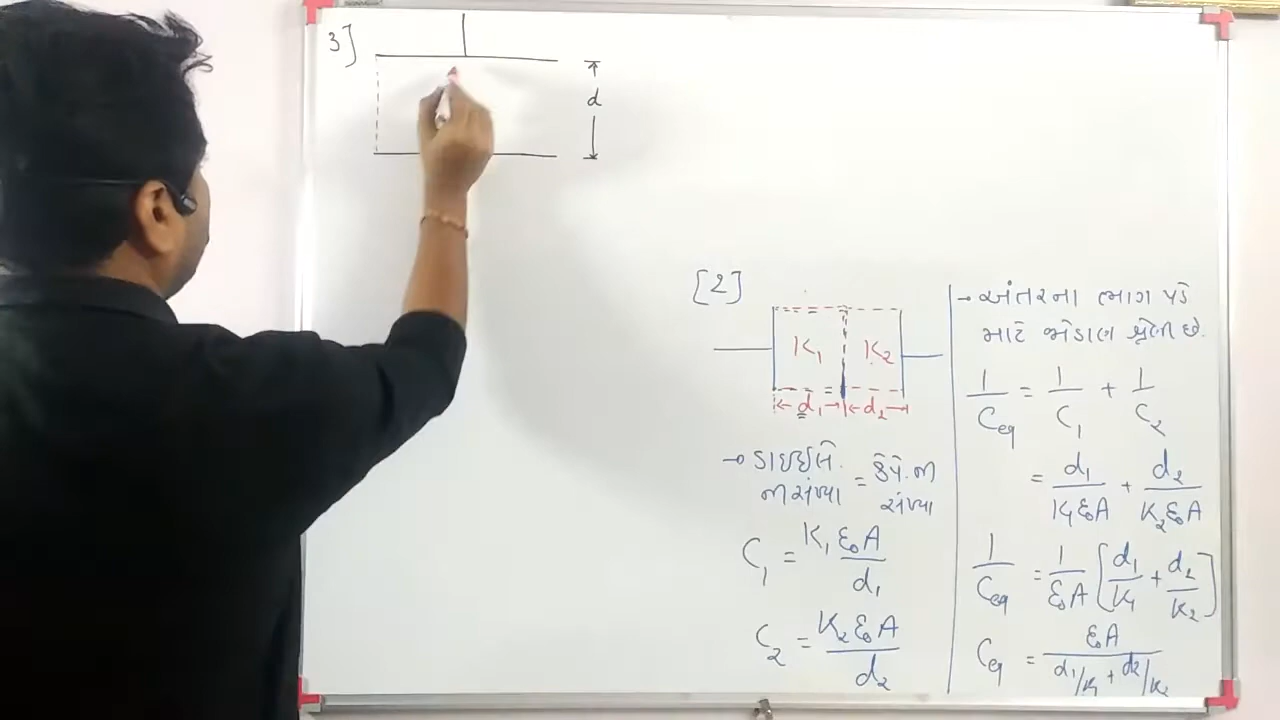 3]
d
[2]
K₁ K₂
←d₁→|←d₂→
→ ડાઇઇલે. ની સંખ્યા = કેપે.ની સંખ્યા
C₁ = K₁ε₀A / d₁
C₂ = K₂ε₀A / d₂
→ અંતરના ભાગ પડે
માટે જોડાણ શ્રેણી છે.
1/Ceq = 1/C₁ + 1/C₂
= d₁/K₁ε₀A + d₂/K₂ε₀A
1/Ceq = 1/ε₀A [d₁/K₁ + d₂/K₂]
Ceq = ε₀A / d₁/K₁ + d₂/K₂